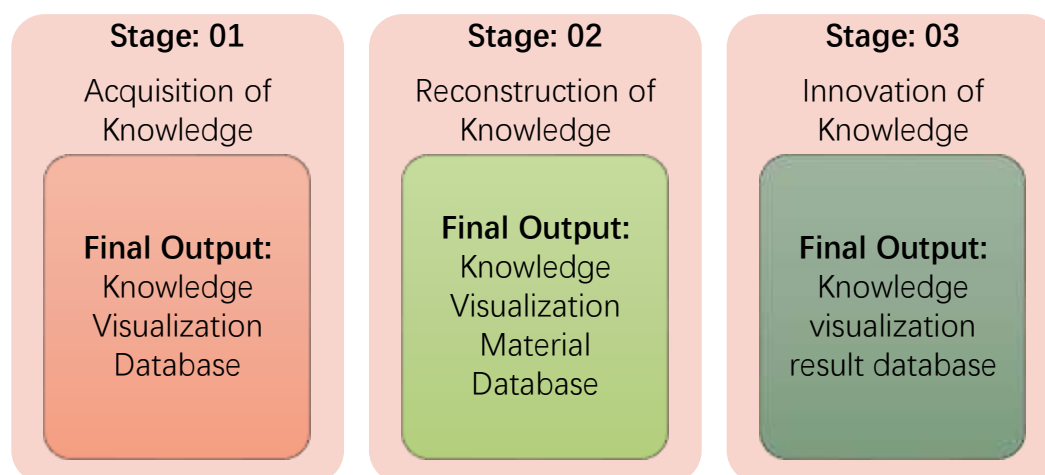 Stage: 01
Acquisition of
Knowledge
Final Output:
Knowledge
Visualization
Database
Stage: 02
Reconstruction of
Knowledge
Final Output:
Knowledge
Visualization
Material
Database
Stage: 03
Innovation of
Knowledge
Final Output:
Knowledge
visualization
result database